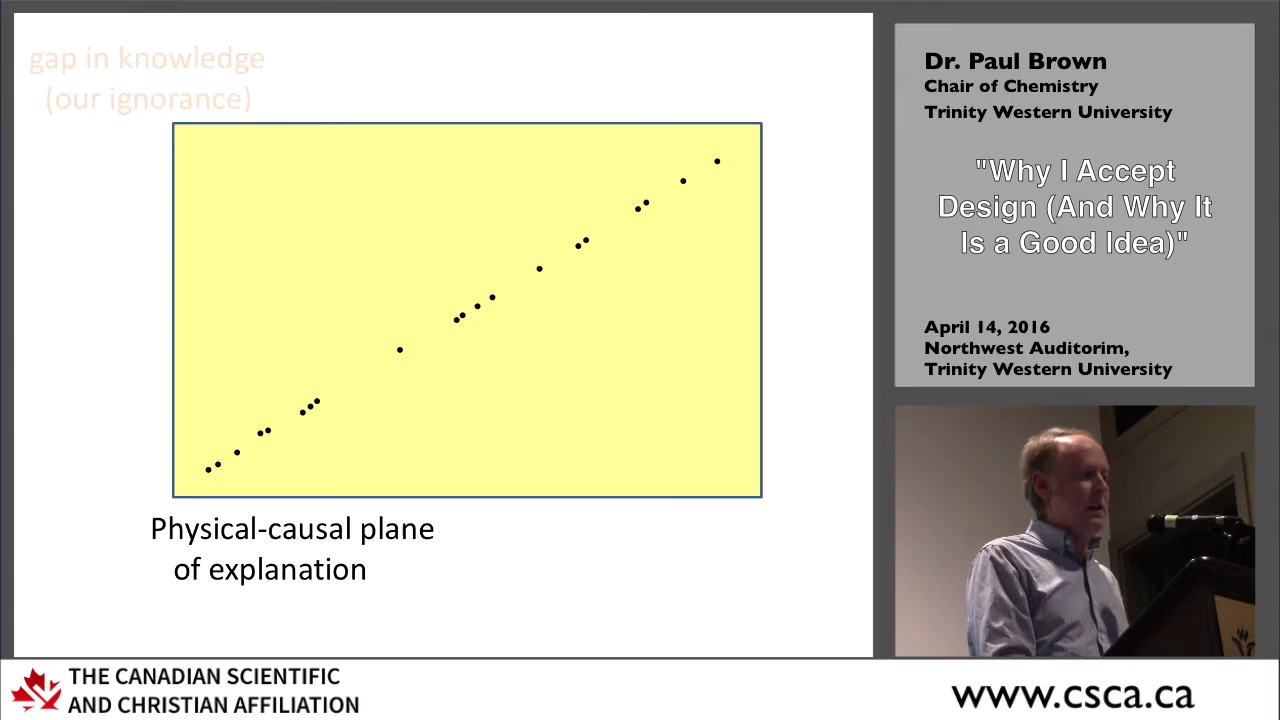 gap in knowledge
(our ignorance)
Physical-causal plane
of explanation
Dr. Paul Brown
Chair of Chemistry
Trinity Western University
"Why I Accept
Design (And Why It
Is a Good Idea)"
April 14, 2016
Northwest Auditorim,
Trinity Western University
THE CANADIAN SCIENTIFIC
AND CHRISTIAN AFFILIATION
www.csca.ca